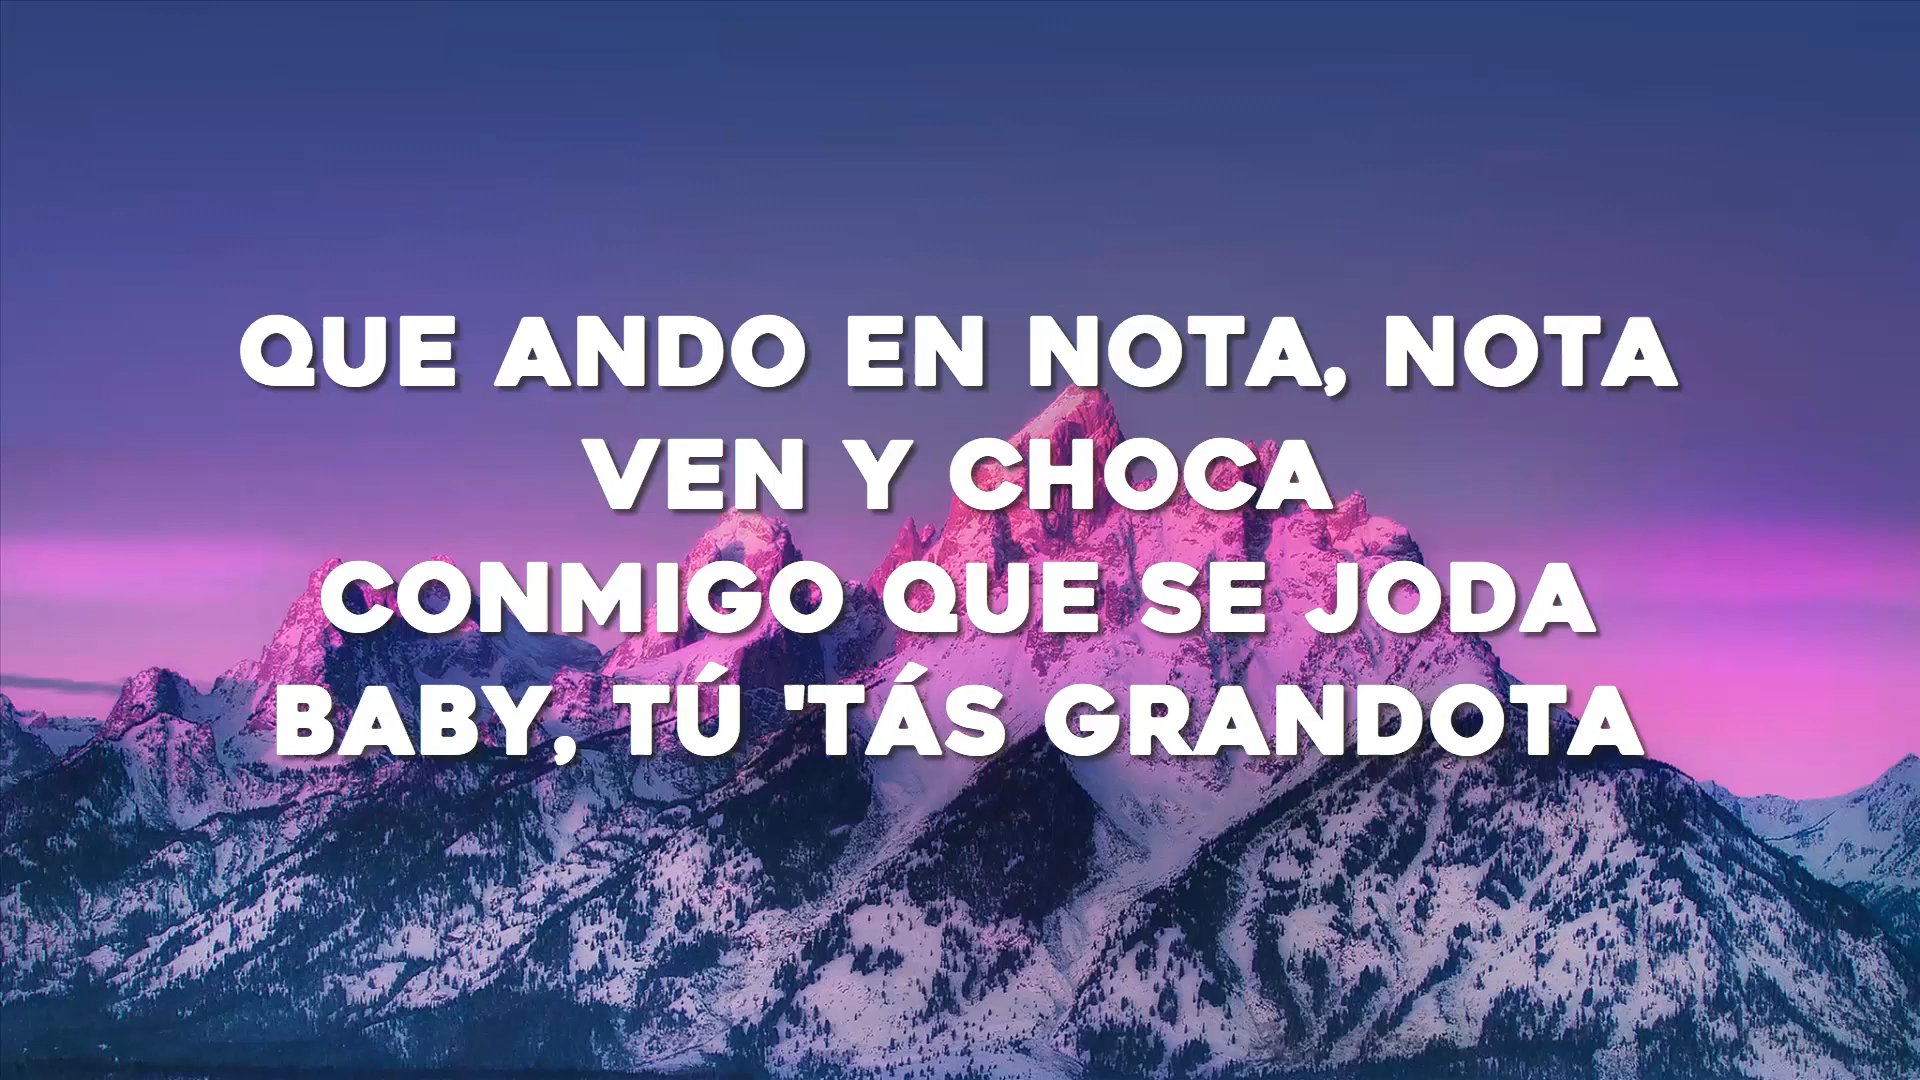 QUE ANDO EN NOTA, NOTA
VEN Y CHOCA
CONMIGO QUE SE JODA
BABY, TÚ 'TÁS GRANDOTA